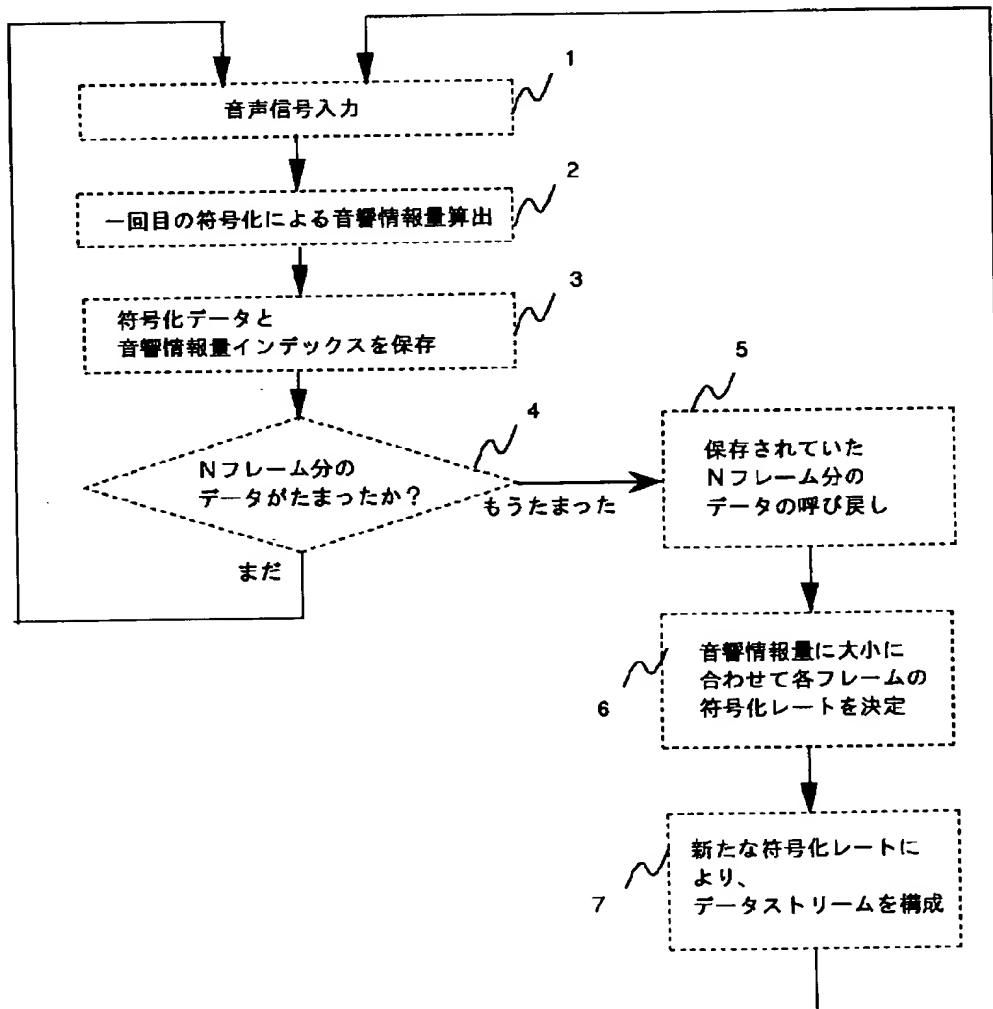 1
音声信号入力
2
一回目の符号化による音響情報量算出
3
符号化データと
音響情報量インデックスを保存
4
Nフレーム分の
データがたまったか？
もうたまった
まだ
5
保存されていた
Nフレーム分の
データの呼び戻し
音響情報量に大小に
合わせて各フレームの
符号化レートを決定
6
新たな符号化レートに
より、
データストリームを構成
7